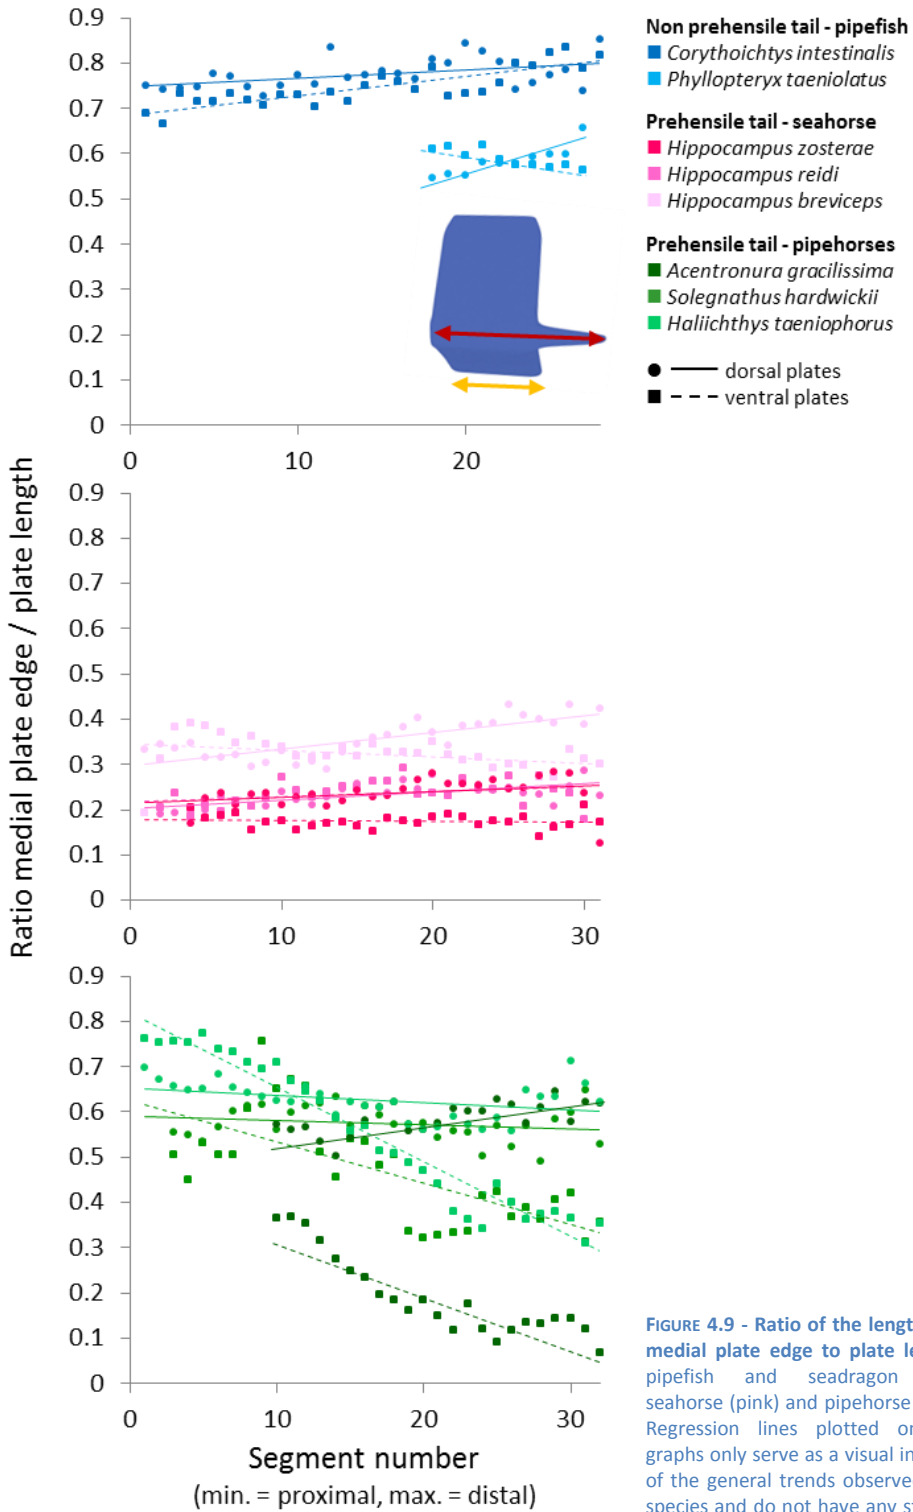 0.9
0.8
0.7
0.6
0.5
0.4
0.3
0.2
0.1
0
0 10 20
Non prehensile tail - pipefish
Corythoichtys intestinalis
Phyllopteryx taeniolatus
Prehensile tail - seahorse
Hippocampus zosterae
Hippocampus reidi
Hippocampus breviceps
Prehensile tail - pipehorses
Acentronura gracilissima
Solegnathus hardwickii
Haliichthys taeniophorus
dorsal plates
ventral plates
Ratio medial plate edge / plate length
0.9
0.8
0.7
0.6
0.5
0.4
0.3
0.2
0.1
0
0 10 20 30
0.9
0.8
0.7
0.6
0.5
0.4
0.3
0.2
0.1
0
0 10 20 30
Segment number
(min. = proximal, max. = distal)
FIGURE 4.9 - Ratio of the length
medial plate edge to plate le
pipefish and seadragon
seahorse (pink) and pipehorse
Regression lines plotted or
graphs only serve as a visual in
of the general trends observe
species and do not have any s